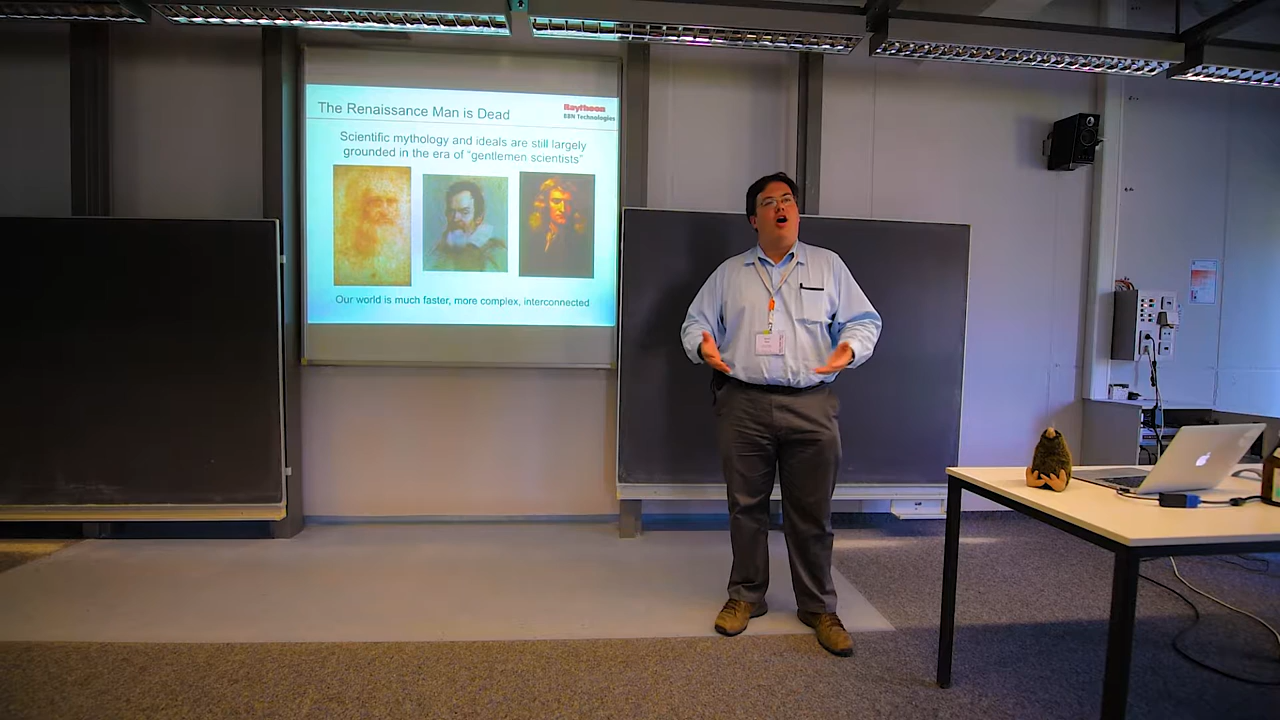 The Renaissance Man is Dead
Raytheon
BBN Technologies
Scientific mythology and ideals are still largely
grounded in the era of "gentlemen scientists"
Our world is much faster, more complex, interconnected